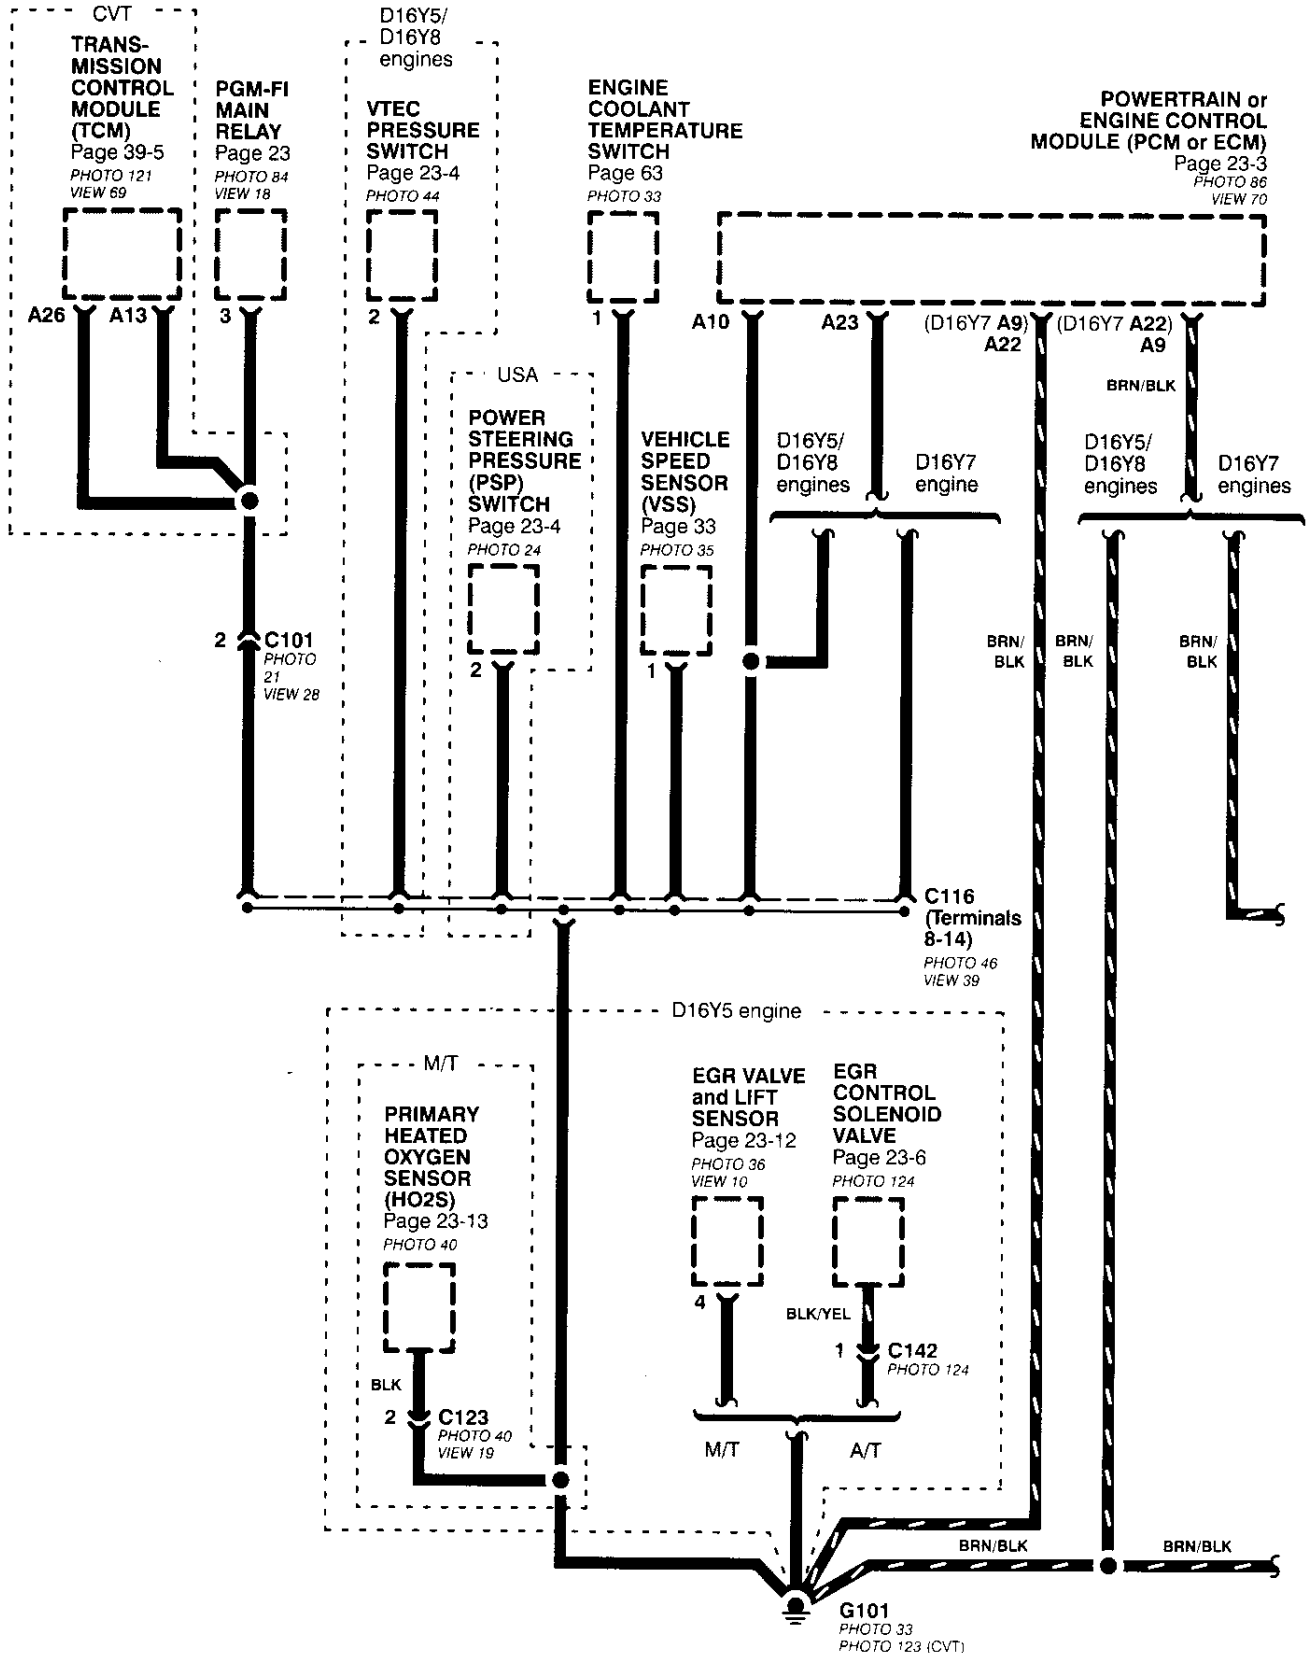 CVT
TRANS-
MISSION
CONTROL
MODULE
(TCM)
Page 39-5
PHOTO 121
VIEW 69
PGM-FI
MAIN
RELAY
Page 23
PHOTO 84
VIEW 18
D16Y5/
D16Y8
engines
VTEC
PRESSURE
SWITCH
Page 23-4
PHOTO 44
ENGINE
COOLANT
TEMPERATURE
SWITCH
Page 63
PHOTO 33
POWERTRAIN or
ENGINE CONTROL
MODULE (PCM or ECM)
Page 23-3
PHOTO 86
VIEW 70
A26
A13
3
2
1
A10
A23
(D16Y7 A9)
A22
(D16Y7 A22)
A9
BRN/BLK
USA
POWER
STEERING
PRESSURE
(PSP)
SWITCH
Page 23-4
PHOTO 24
VEHICLE
SPEED
SENSOR
(VSS)
Page 33
PHOTO 35
D16Y5/
D16Y8
engines
D16Y7
engine
D16Y5/
D16Y8
engines
D16Y7
engines
2
C101
PHOTO
21
VIEW 28
2
1
BRN/
BLK
BRN/
BLK
BRN/
BLK
C116
(Terminals
8-14)
PHOTO 46
VIEW 39
D16Y5 engine
M/T
PRIMARY
HEATED
OXYGEN
SENSOR
(HO2S)
Page 23-13
PHOTO 40
EGR VALVE
and LIFT
SENSOR
Page 23-12
PHOTO 36
VIEW 10
EGR
CONTROL
SOLENOID
VALVE
Page 23-6
PHOTO 124
4
BLK/YEL
1
C142
PHOTO 124
BLK
2
C123
PHOTO 40
VIEW 19
M/T
A/T
BRN/BLK
BRN/BLK
G101
PHOTO 33
PHOTO 123 (CVT)